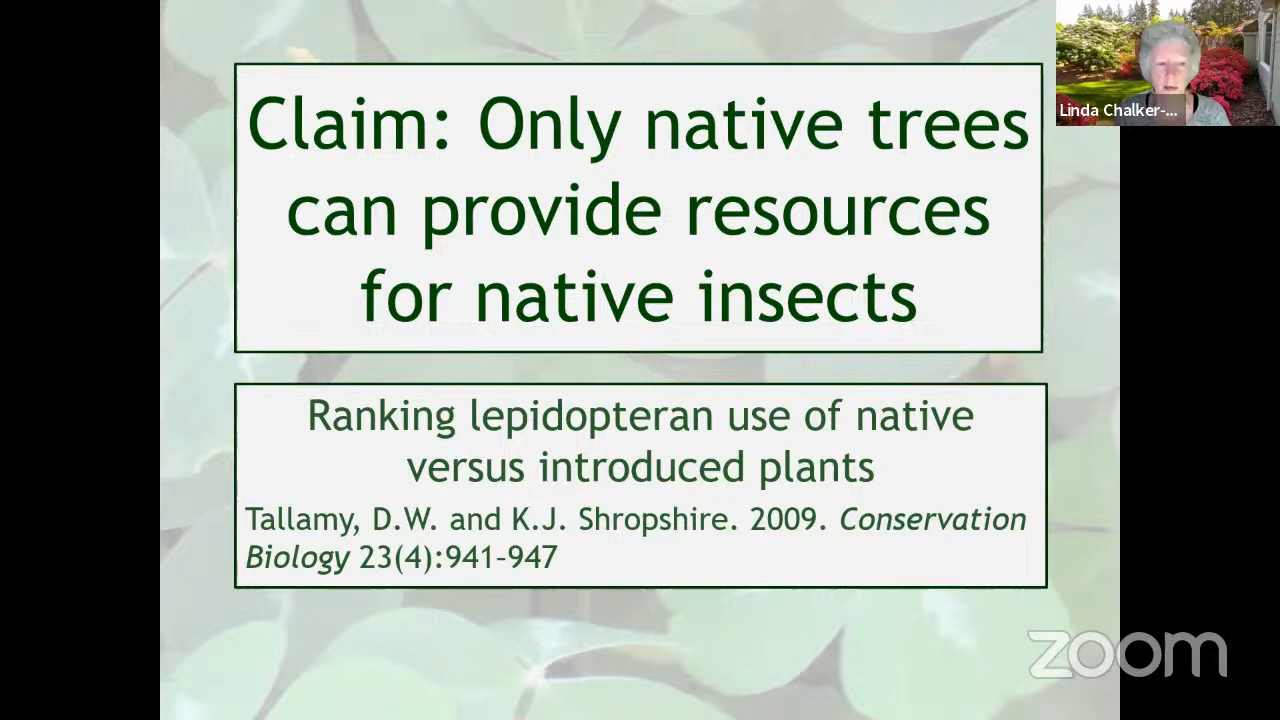 Claim: Only native trees
can provide resources
for native insects
Ranking lepidopteran use of native
versus introduced plants
Tallamy, D.W. and K.J. Shropshire. 2009. Conservation
Biology 23(4):941–947
Linda Chalker-...
zoom